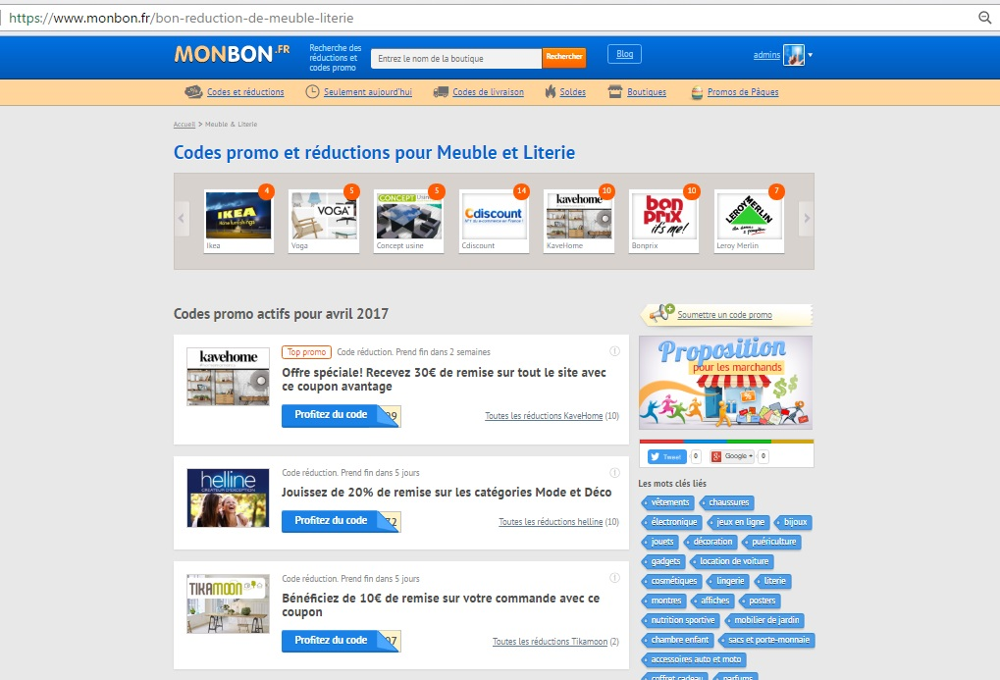 https://www.monbon.fr/bon-reduction-de-meuble-literie
MONBON.FR
Recherche des
réductions et
codes promo
Entrez le nom de la boutique
Rechercher
Blog
admins
Codes et réductions
Seulement aujourd'hui
Codes de livraison
Soldes
Boutiques
Promos de Pâques
Accueil > Meuble & Literie
Codes promo et réductions pour Meuble et Literie
4
5
5
14
10
10
7
IKEA
VOGA
CONCEPT Usine
Cdiscount
N°1 du e-commerce en France !
kavehome
bon
prix
it's me!
LEROY MERLIN
Ikea
Voga
Concept usine
Cdiscount
KaveHome
Bonprix
Leroy Merlin
Codes promo actifs pour avril 2017
kavehome
Top promo
Code réduction. Prend fin dans 2 semaines
Offre spéciale! Recevez 30€ de remise sur tout le site avec
ce coupon avantage
Profitez du code
99
Toutes les réductions KaveHome (10)
helline
CREATEUR D'EXCEPTION
Code réduction. Prend fin dans 5 jours
Jouissez de 20% de remise sur les catégories Mode et Déco
Profitez du code
72
Toutes les réductions helline (10)
TIKAMOON
Code réduction. Prend fin dans 5 jours
Bénéficiez de 10€ de remise sur votre commande avec ce
coupon
Profitez du code
97
Toutes les réductions Tikamoon (2)
Soumettre un code promo
Proposition
pour les marchands
Tweet
0
Google
0
Les mots clés liés
vêtements
chaussures
électronique
jeux en ligne
bijoux
jouets
décoration
puériculture
gadgets
location de voiture
cosmétiques
lingerie
literie
montres
affiches
posters
nutrition sportive
mobilier de jardin
chambre enfant
sacs et porte-monnaie
accessoires auto et moto
coffret cadeau
parfums